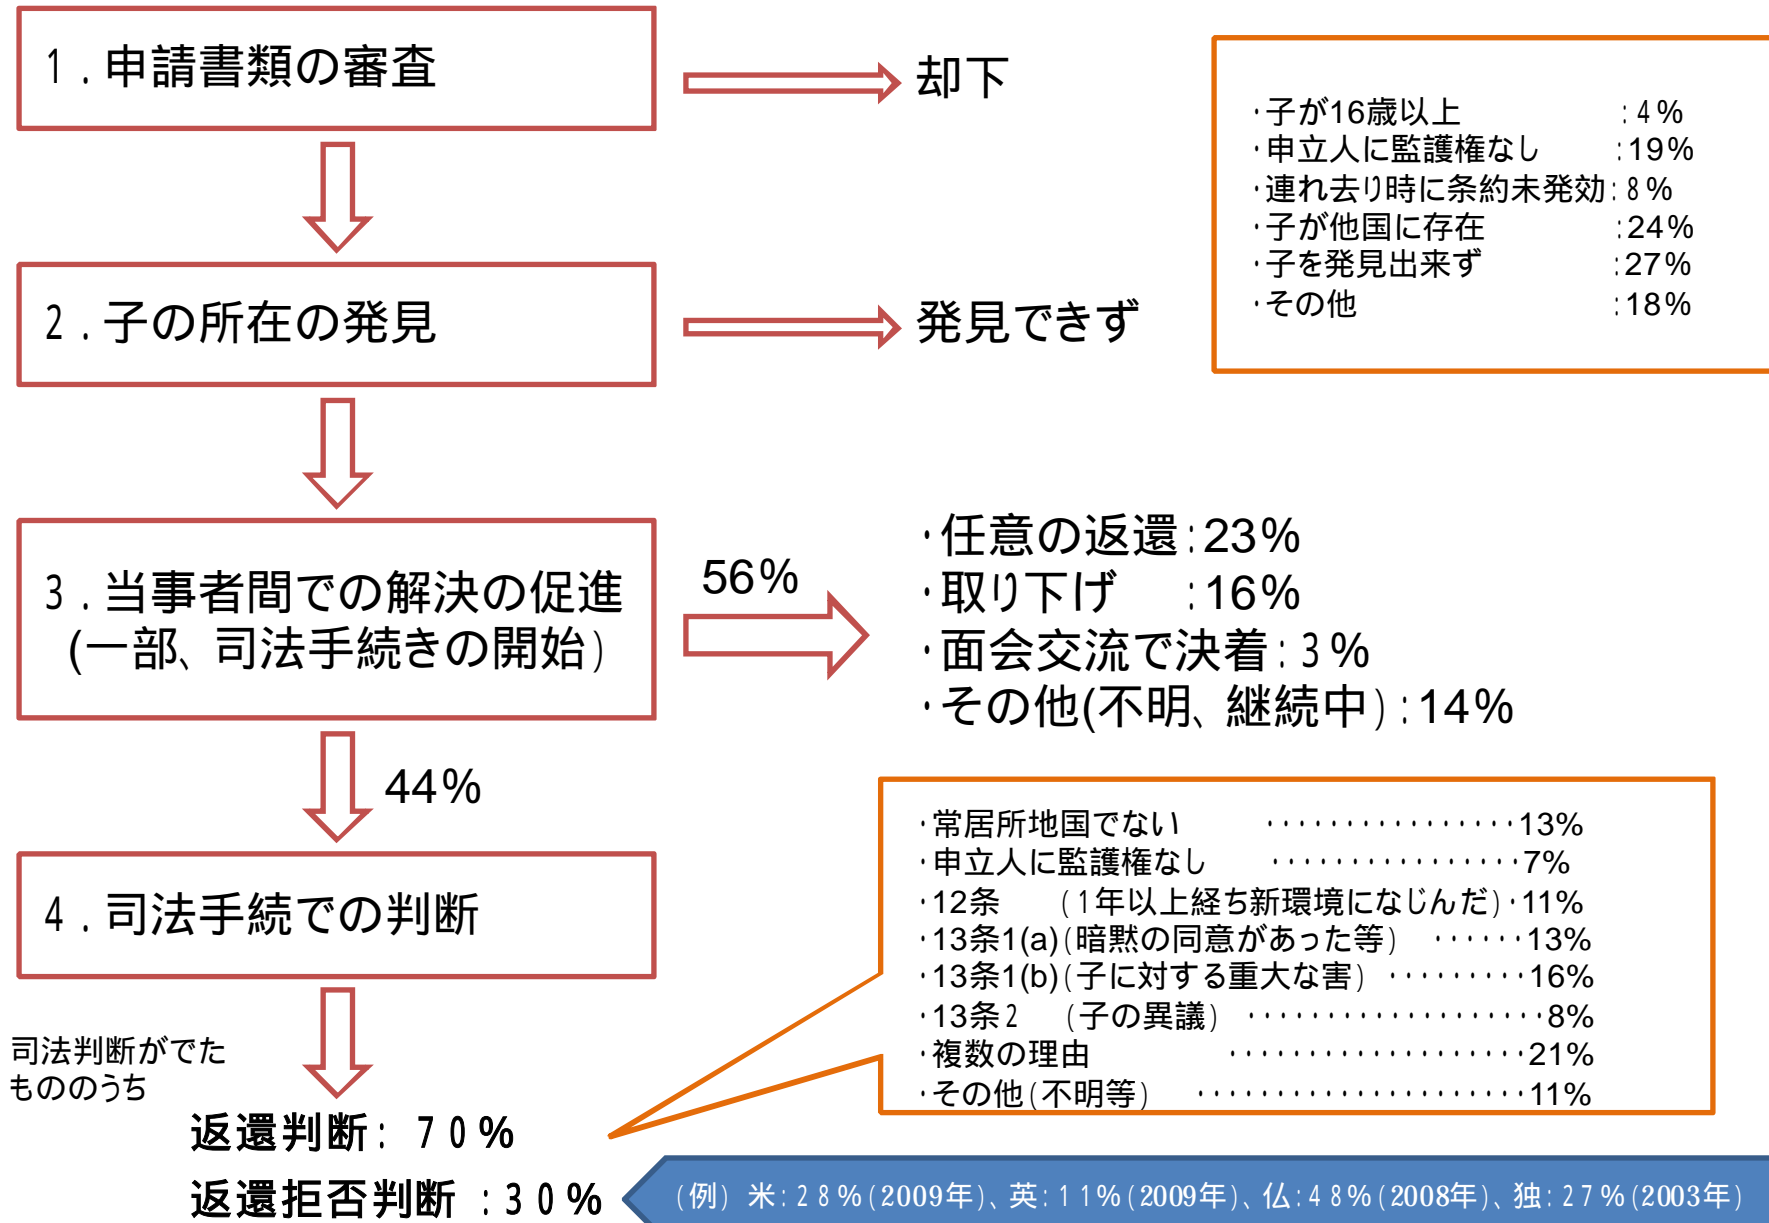 1.申請書類の審査
却下
・子が16歳以上 :4%
・申立人に監護権なし :19%
・連れ去り時に条約未発効:8%
・子が他国に存在 :24%
・子を発見出来ず :27%
・その他 :18%
2.子の所在の発見
発見できず
3.当事者間での解決の促進
(一部、司法手続きの開始)
56%
・任意の返還:23%
・取り下げ :16%
・面会交流で決着:3%
・その他(不明、継続中):14%
44%
4.司法手続での判断
・常居所地国でない ················13%
・申立人に監護権なし ················7%
・12条 (1年以上経ち新環境になじんだ)·11%
・13条1(a)(暗黙の同意があった等) ······13%
・13条1(b)(子に対する重大な害) ·········16%
・13条2 (子の異議) ···················8%
・複数の理由 ···················21%
・その他(不明等) ·····················11%
司法判断がでた
もののうち
返還判断: 70%
返還拒否判断 :30%
(例) 米:28%(2009年)、英:11%(2009年)、仏:48%(2008年)、独:27%(2003年)